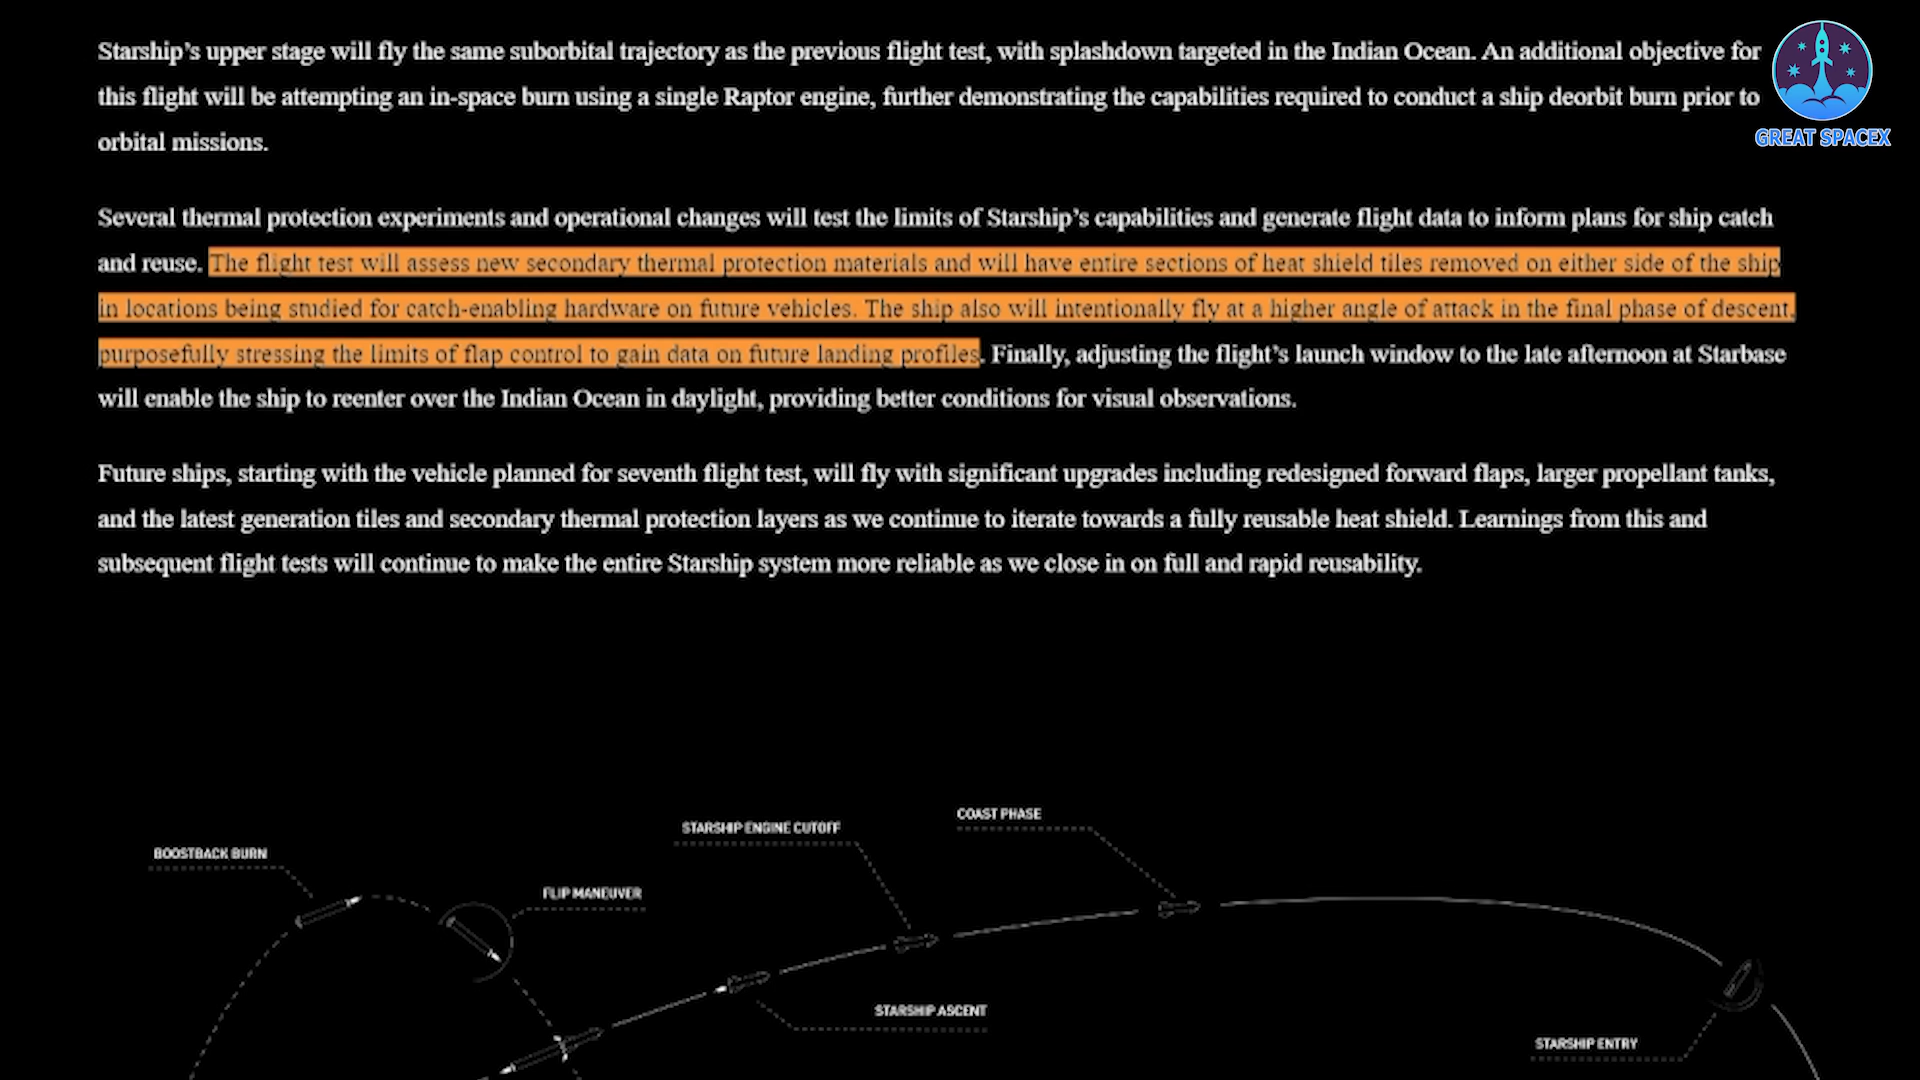 Starship’s upper stage will fly the same suborbital trajectory as the previous flight test, with splashdown targeted in the Indian Ocean. An additional objective for
this flight will be attempting an in-space burn using a single Raptor engine, further demonstrating the capabilities required to conduct a ship deorbit burn prior to
orbital missions.
GREAT SPACEX
Several thermal protection experiments and operational changes will test the limits of Starship’s capabilities and generate flight data to inform plans for ship catch
and reuse. The flight test will assess new secondary thermal protection materials and will have entire sections of heat shield tiles removed on either side of the ship
in locations being studied for catch-enabling hardware on future vehicles. The ship also will intentionally fly at a higher angle of attack in the final phase of descent,
purposefully stressing the limits of flap control to gain data on future landing profiles. Finally, adjusting the flight’s launch window to the late afternoon at Starbase
will enable the ship to reenter over the Indian Ocean in daylight, providing better conditions for visual observations.
Future ships, starting with the vehicle planned for seventh flight test, will fly with significant upgrades including redesigned forward flaps, larger propellant tanks,
and the latest generation tiles and secondary thermal protection layers as we continue to iterate towards a fully reusable heat shield. Learnings from this and
subsequent flight tests will continue to make the entire Starship system more reliable as we close in on full and rapid reusability.
COAST PHASE
STARSHIP ENGINE CUTOFF
BOOSTBACK BURN
FLIP MANEUVER
STARSHIP ASCENT
STARSHIP ENTRY